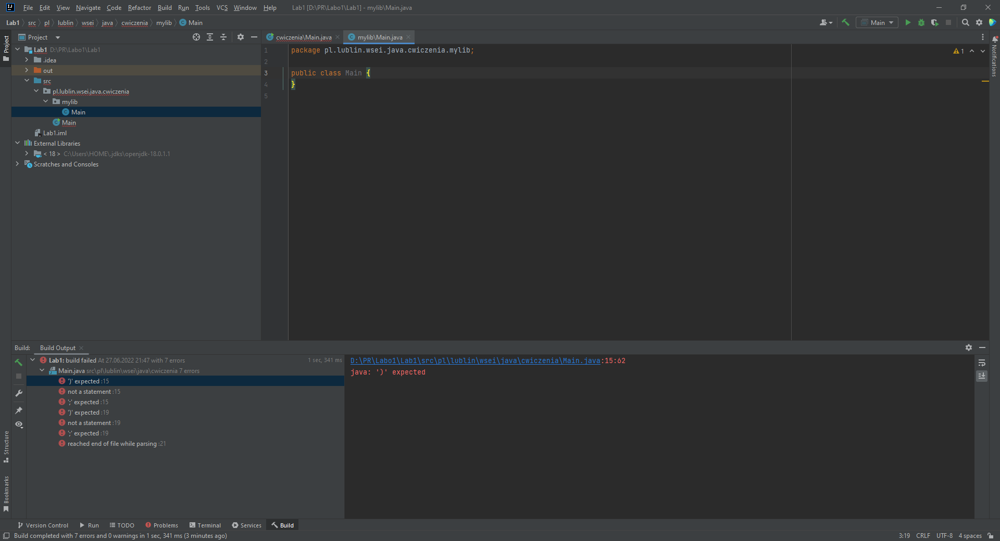 File Edit View Navigate Code Refactor Build Run Tools VCS Window Help Lab1 [D:\PR\Labo1\Lab1] - mylib\Main.java
Lab1 src pl lublin wsei java cwiczenia mylib Main
Main
Project
cwiczenia\Main.java
mylib\Main.java
Project
Notifications
Lab1 D:\PR\Labo1\Lab1
.idea
out
src
pl.lublin.wsei.java.cwiczenia
mylib
Main
Main
Lab1.iml
External Libraries
< 18 > C:\Users\HOME\.jdks\openjdk-18.0.1.1
Scratches and Consoles
1 package pl.lublin.wsei.java.cwiczenia.mylib;
2
3 public class Main {
4 }
5
1
Build: Build Output
Lab1: build failed At 27.06.2022 21:47 with 7 errors 1 sec, 341 ms
Main.java src\pl\lublin\wsei\java\cwiczenia 7 errors
')' expected :15
not a statement :15
';' expected :15
')' expected :19
not a statement :19
';' expected :19
reached end of file while parsing :21
D:\PR\Labo1\Lab1\src\pl\lublin\wsei\java\cwiczenia\Main.java:15:62
java: ')' expected
Structure
Bookmarks
Version Control Run TODO Problems Terminal Services Build
Build completed with 7 errors and 0 warnings in 1 sec, 341 ms (3 minutes ago) 3:19 CRLF UTF-8 4 spaces